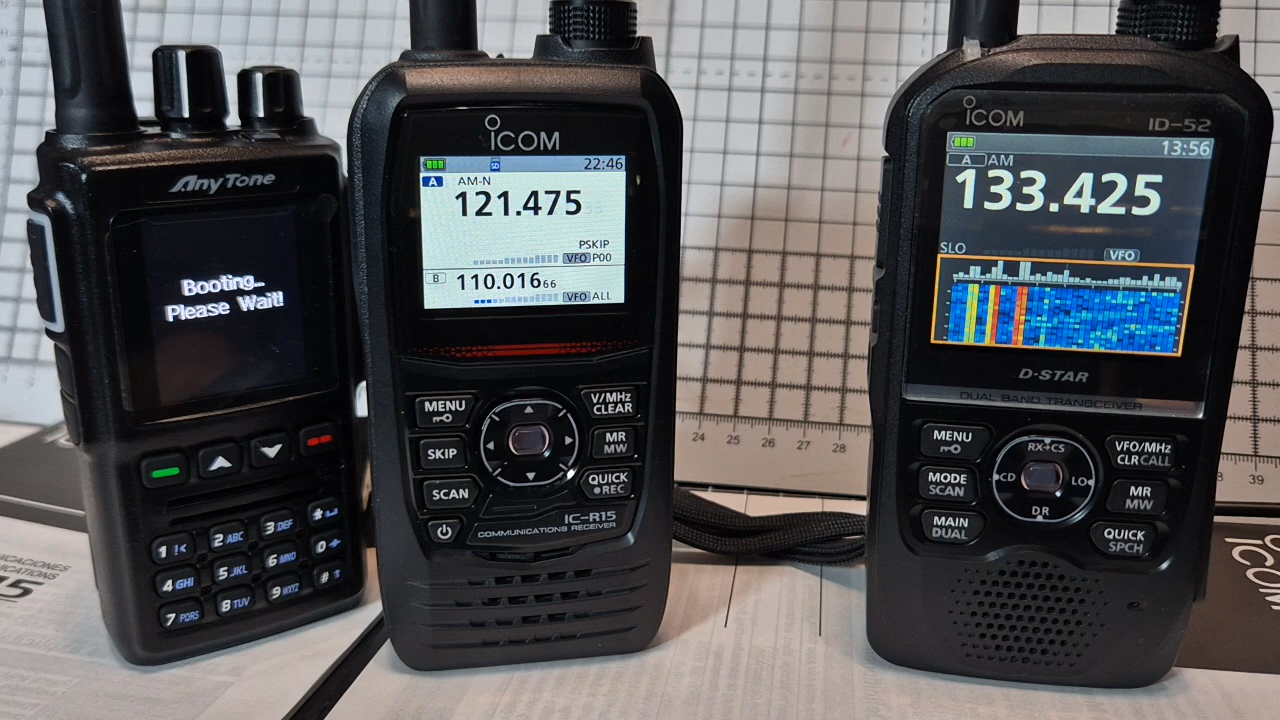 AnyTone
Booting...
Please Wait!
1
2 ABC
3 DEF
*
4 GHI
5 JKL
6 MNO
0
7 PQRS
8 TUV
9 WXYZ
#
ICOM
SD
22:46
A AM-N
121.475
PSKIP
VFO P00
B 110.016 66
VFO ALL
MENU
V/MHz
CLEAR
SKIP
MR
MW
SCAN
QUICK
●REC
IC-R15
COMMUNICATIONS RECEIVER
ICOM
ID-52
13:56
A AM
133.425
SLO
VFO
D-STAR
DUAL BAND TRANSCEIVER
MENU
RX→CS
VFO/MHz
CLR CALL
MODE
SCAN
CD
LO
MR
MW
MAIN
DUAL
DR
QUICK
SPCH
24 25 26 27 28
39
ICOM